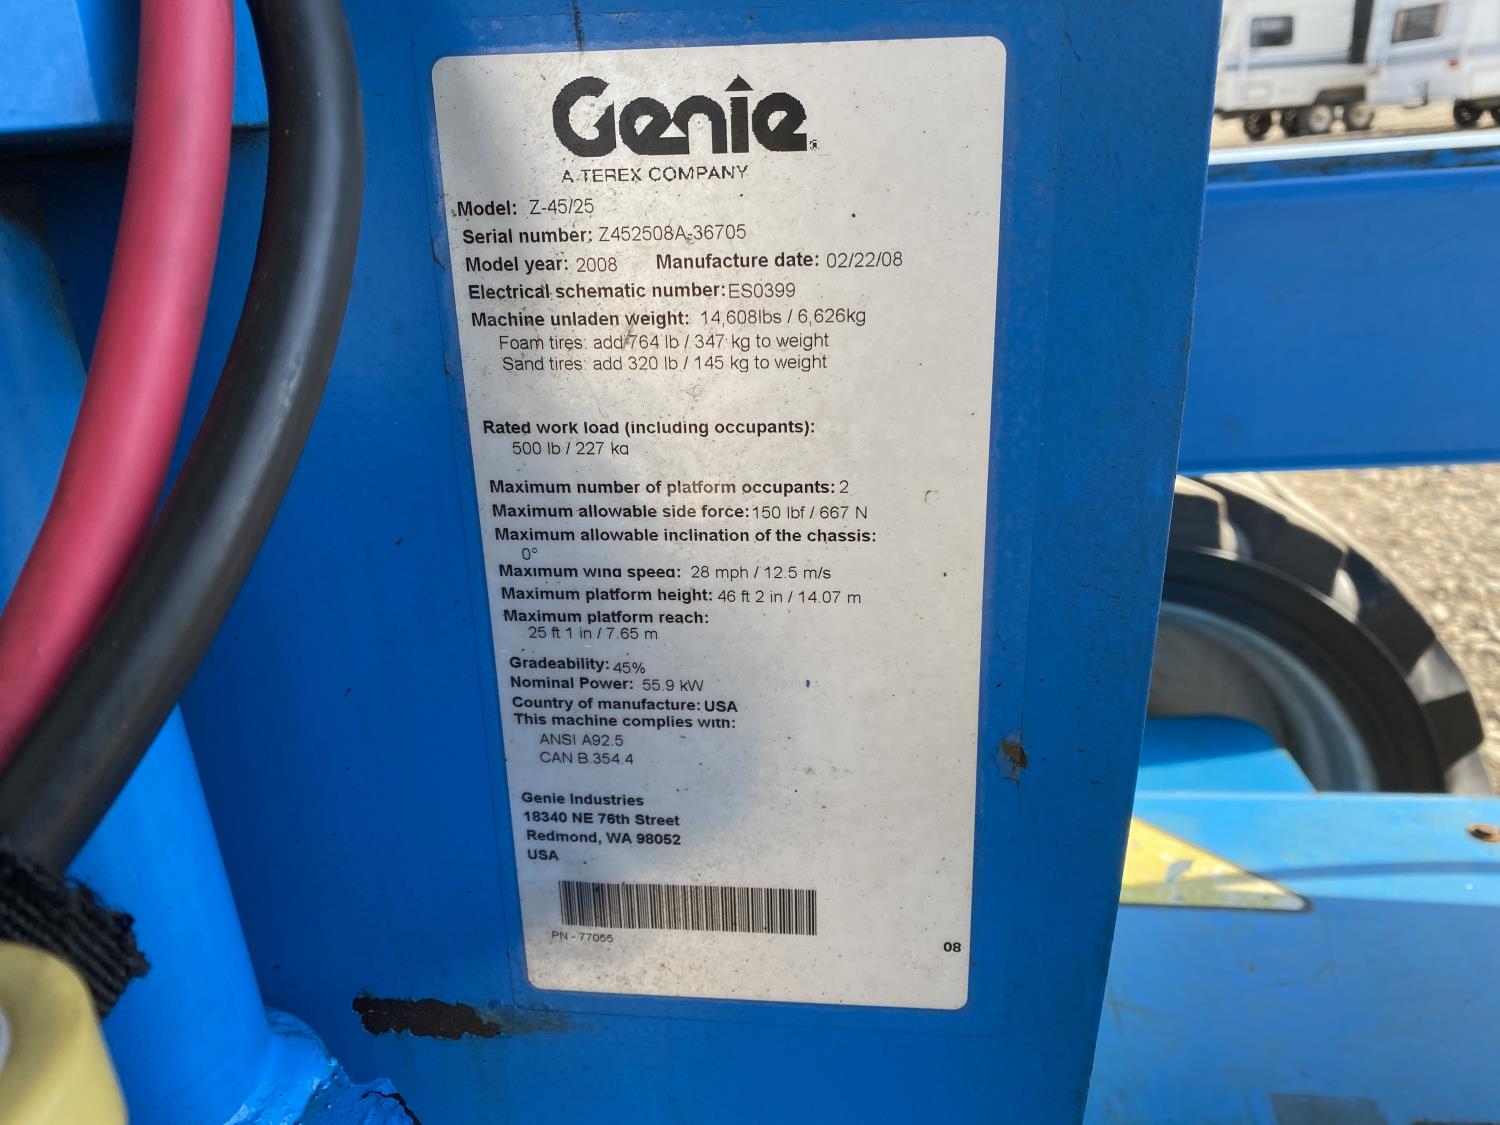 Genie
A TEREX COMPANY
Model: Z-45/25
Serial number: Z452508A-36705
Model year: 2008 Manufacture date: 02/22/08
Electrical schematic number: ES0399
Machine unladen weight: 14,608lbs / 6,626kg
Foam tires: add 764 lb / 347 kg to weight
Sand tires: add 320 lb / 145 kg to weight
Rated work load (including occupants):
500 lb / 227 kg
Maximum number of platform occupants: 2
Maximum allowable side force: 150 lbf / 667 N
Maximum allowable inclination of the chassis:
0°
Maximum wind speed: 28 mph / 12.5 m/s
Maximum platform height: 46 ft 2 in / 14.07 m
Maximum platform reach:
25 ft 1 in / 7.65 m
Gradeability: 45%
Nominal Power: 55.9 kW
Country of manufacture: USA
This machine complies with:
ANSI A92.5
CAN B.354.4
Genie Industries
18340 NE 76th Street
Redmond, WA 98052
USA
PN - 77055
08